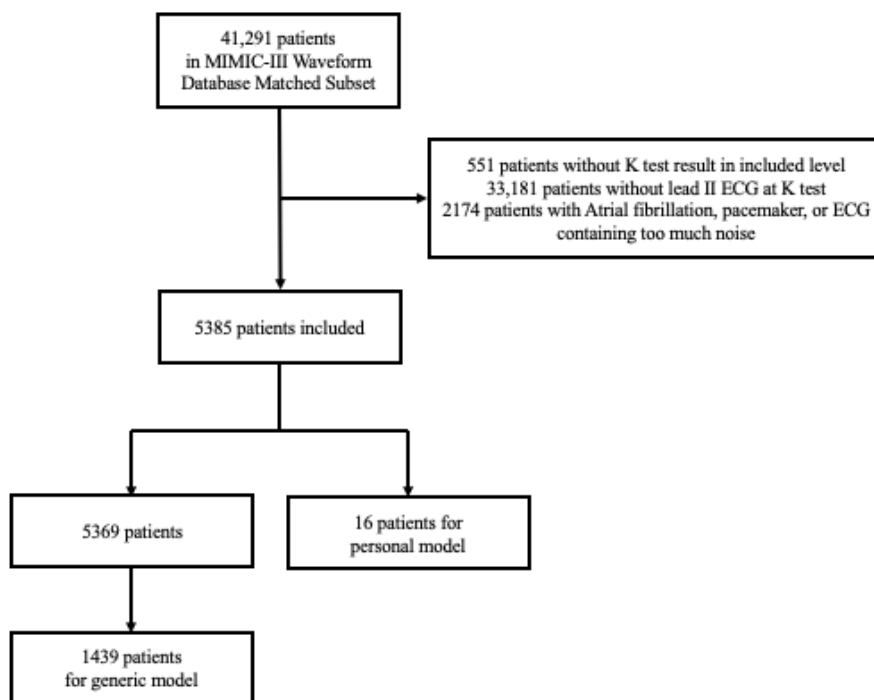 41,291 patients
in MIMIC-III Waveform
Database Matched Subset
551 patients without K test result in included level
33,181 patients without lead II ECG at K test
2174 patients with Atrial fibrillation, pacemaker, or ECG
containing too much noise
5385 patients included
5369 patients
16 patients for
personal model
1439 patients
for generic model